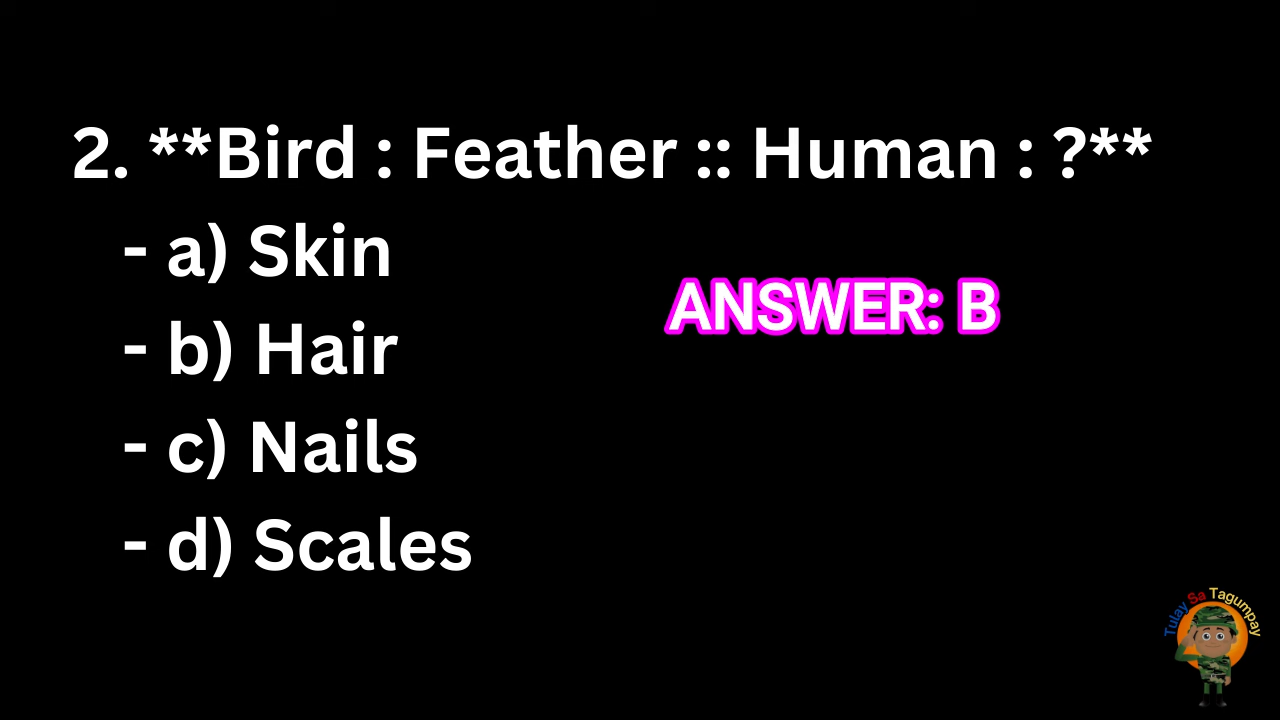 2. **Bird : Feather :: Human : ?**
- a) Skin
ANSWER: B
- b) Hair
- c) Nails
- d) Scales
Tulay Sa Tagumpay